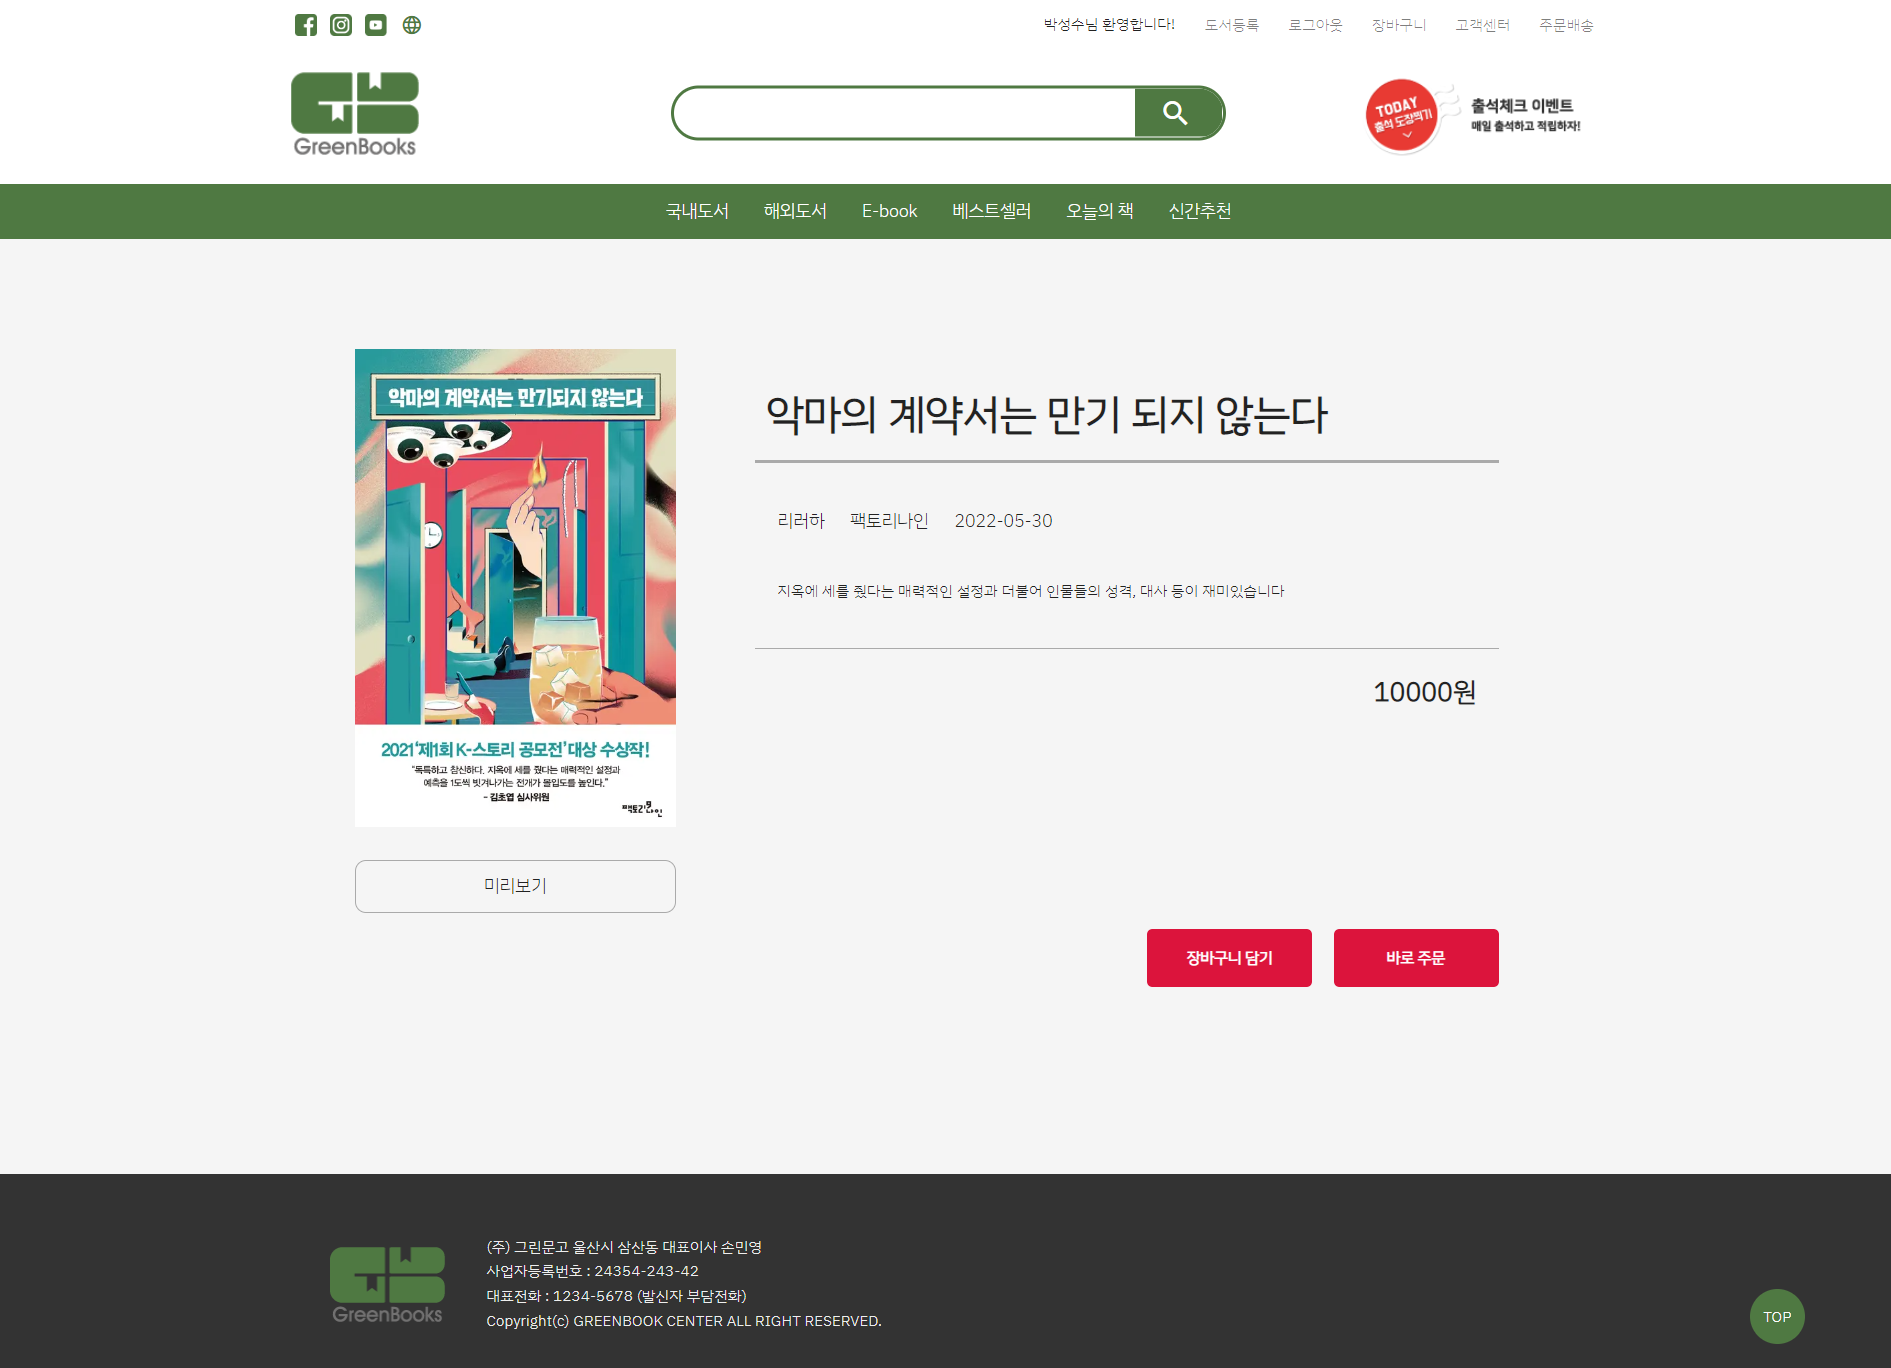 박성수님 환영합니다! 도서등록 로그아웃 장바구니 고객센터 주문배송
GreenBooks
TODAY
출석 도장찍기
출석체크 이벤트
매일 출석하고 적립하자!
국내도서 해외도서 E-book 베스트셀러 오늘의 책 신간추천
악마의 계약서는 만기되지 않는다
2021 '제1회 K-스토리 공모전' 대상 수상작!
"독특하고 참신하다. 지옥에 세를 줬다는 매력적인 설정과
예측을 1도씩 빗겨나가는 전개가 몰입도를 높인다."
- 김초엽 심사위원
팩토리나인
미리보기
악마의 계약서는 만기 되지 않는다
리러하 팩토리나인 2022-05-30
지옥에 세를 줬다는 매력적인 설정과 더불어 인물들의 성격, 대사 등이 재미있습니다
10000원
장바구니 담기 바로 주문
GreenBooks
(주) 그린문고 울산시 삼산동 대표이사 손민영
사업자등록번호 : 24354-243-42
대표전화 : 1234-5678 (발신자 부담전화)
Copyright(c) GREENBOOK CENTER ALL RIGHT RESERVED.
TOP